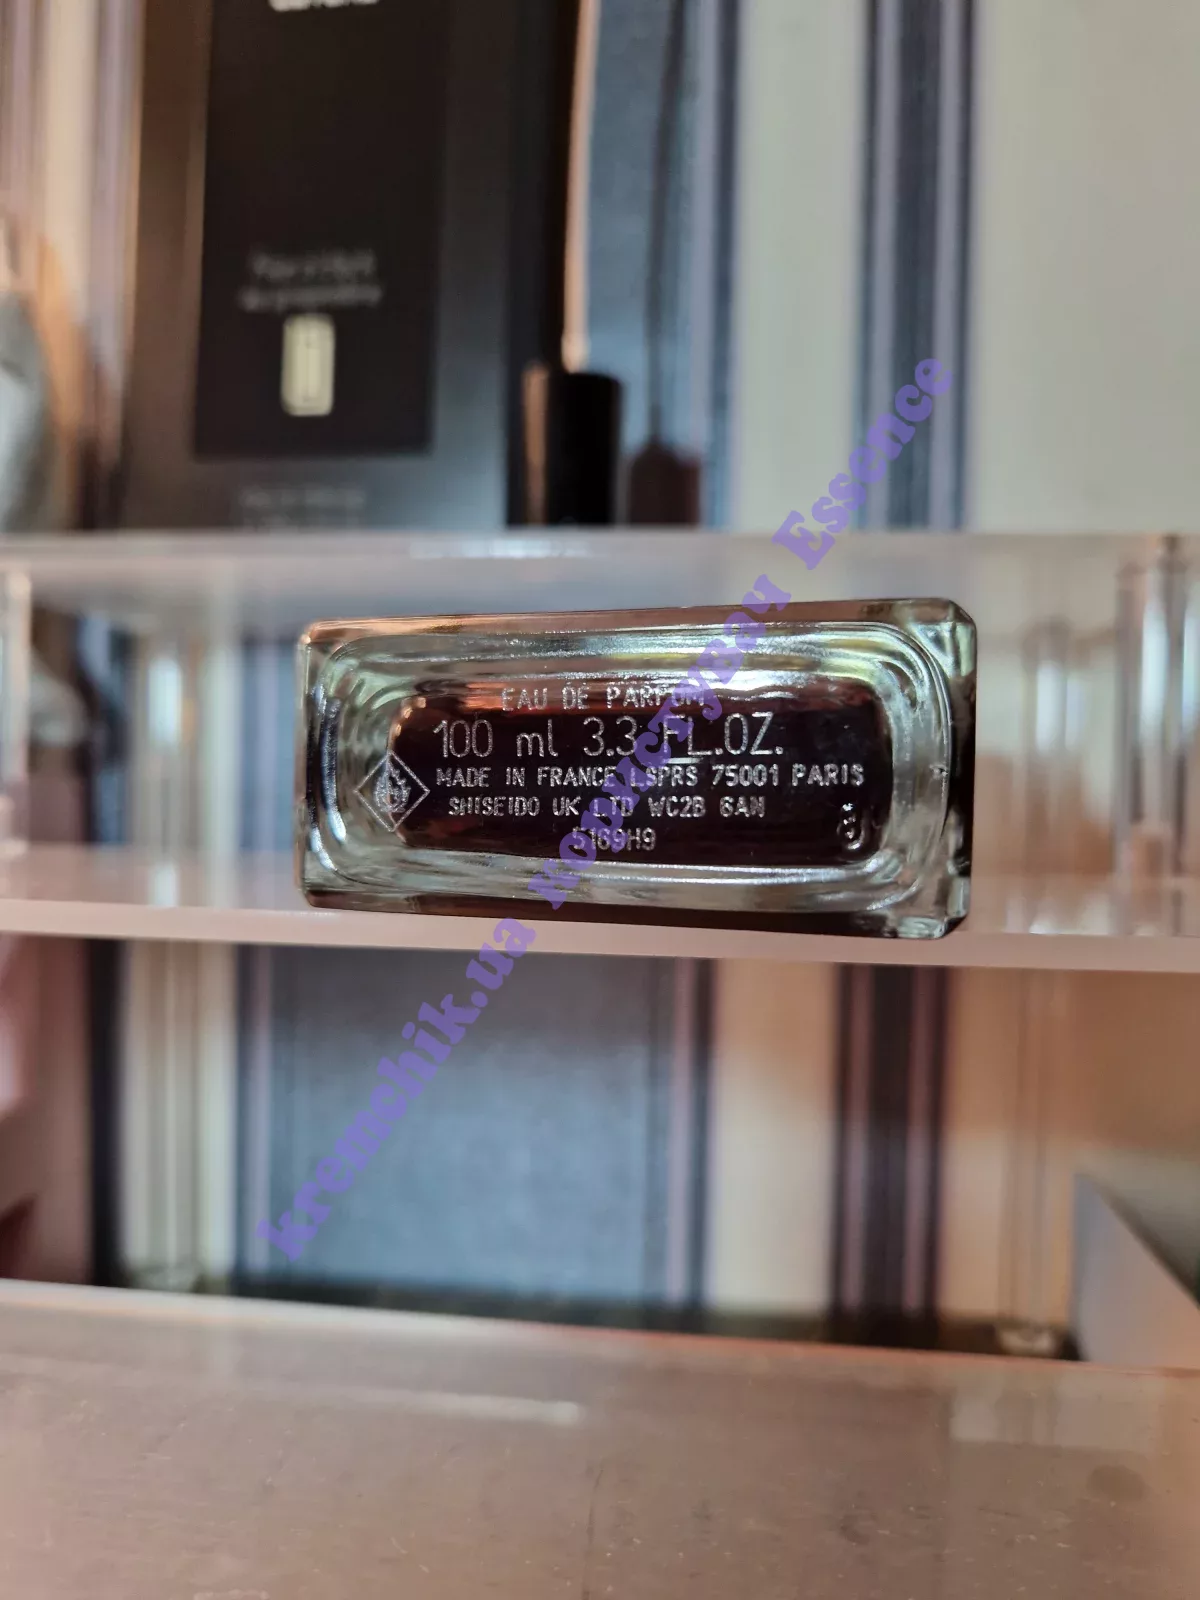 EAU DE PARFUM
100 ml 3.3 FL.OZ.
MADE IN FRANCE LSPRS 75001 PARIS
SHISEIDO UK LTD WC2B 6AN
5169H9
kremchik.ua користувач Essence